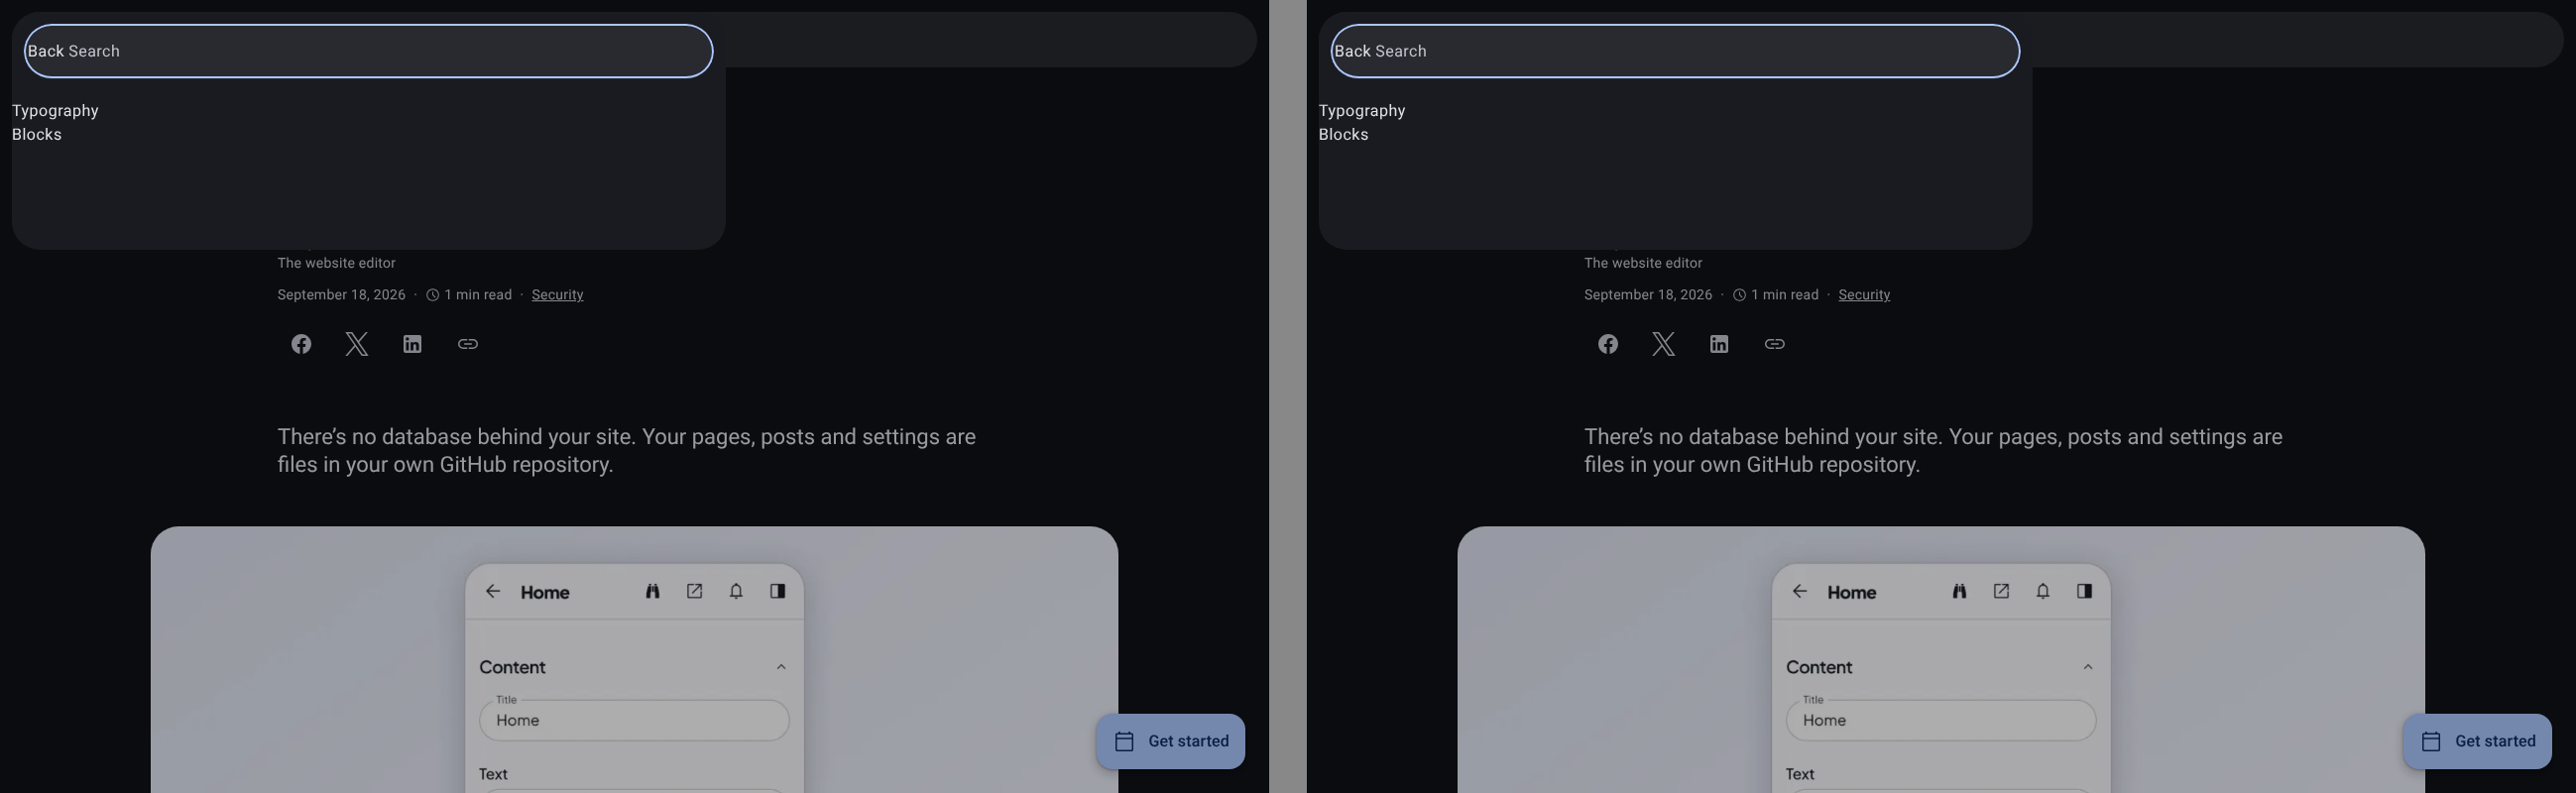 Back Search
Typography
Blocks
The website editor
September 18, 2026 · 1 min read · Security
There’s no database behind your site. Your pages, posts and settings are
files in your own GitHub repository.
Home
Content
Title
Home
Text
Get started
Back Search
Typography
Blocks
The website editor
September 18, 2026 · 1 min read · Security
There’s no database behind your site. Your pages, posts and settings are
files in your own GitHub repository.
Home
Content
Title
Home
Text
Get started